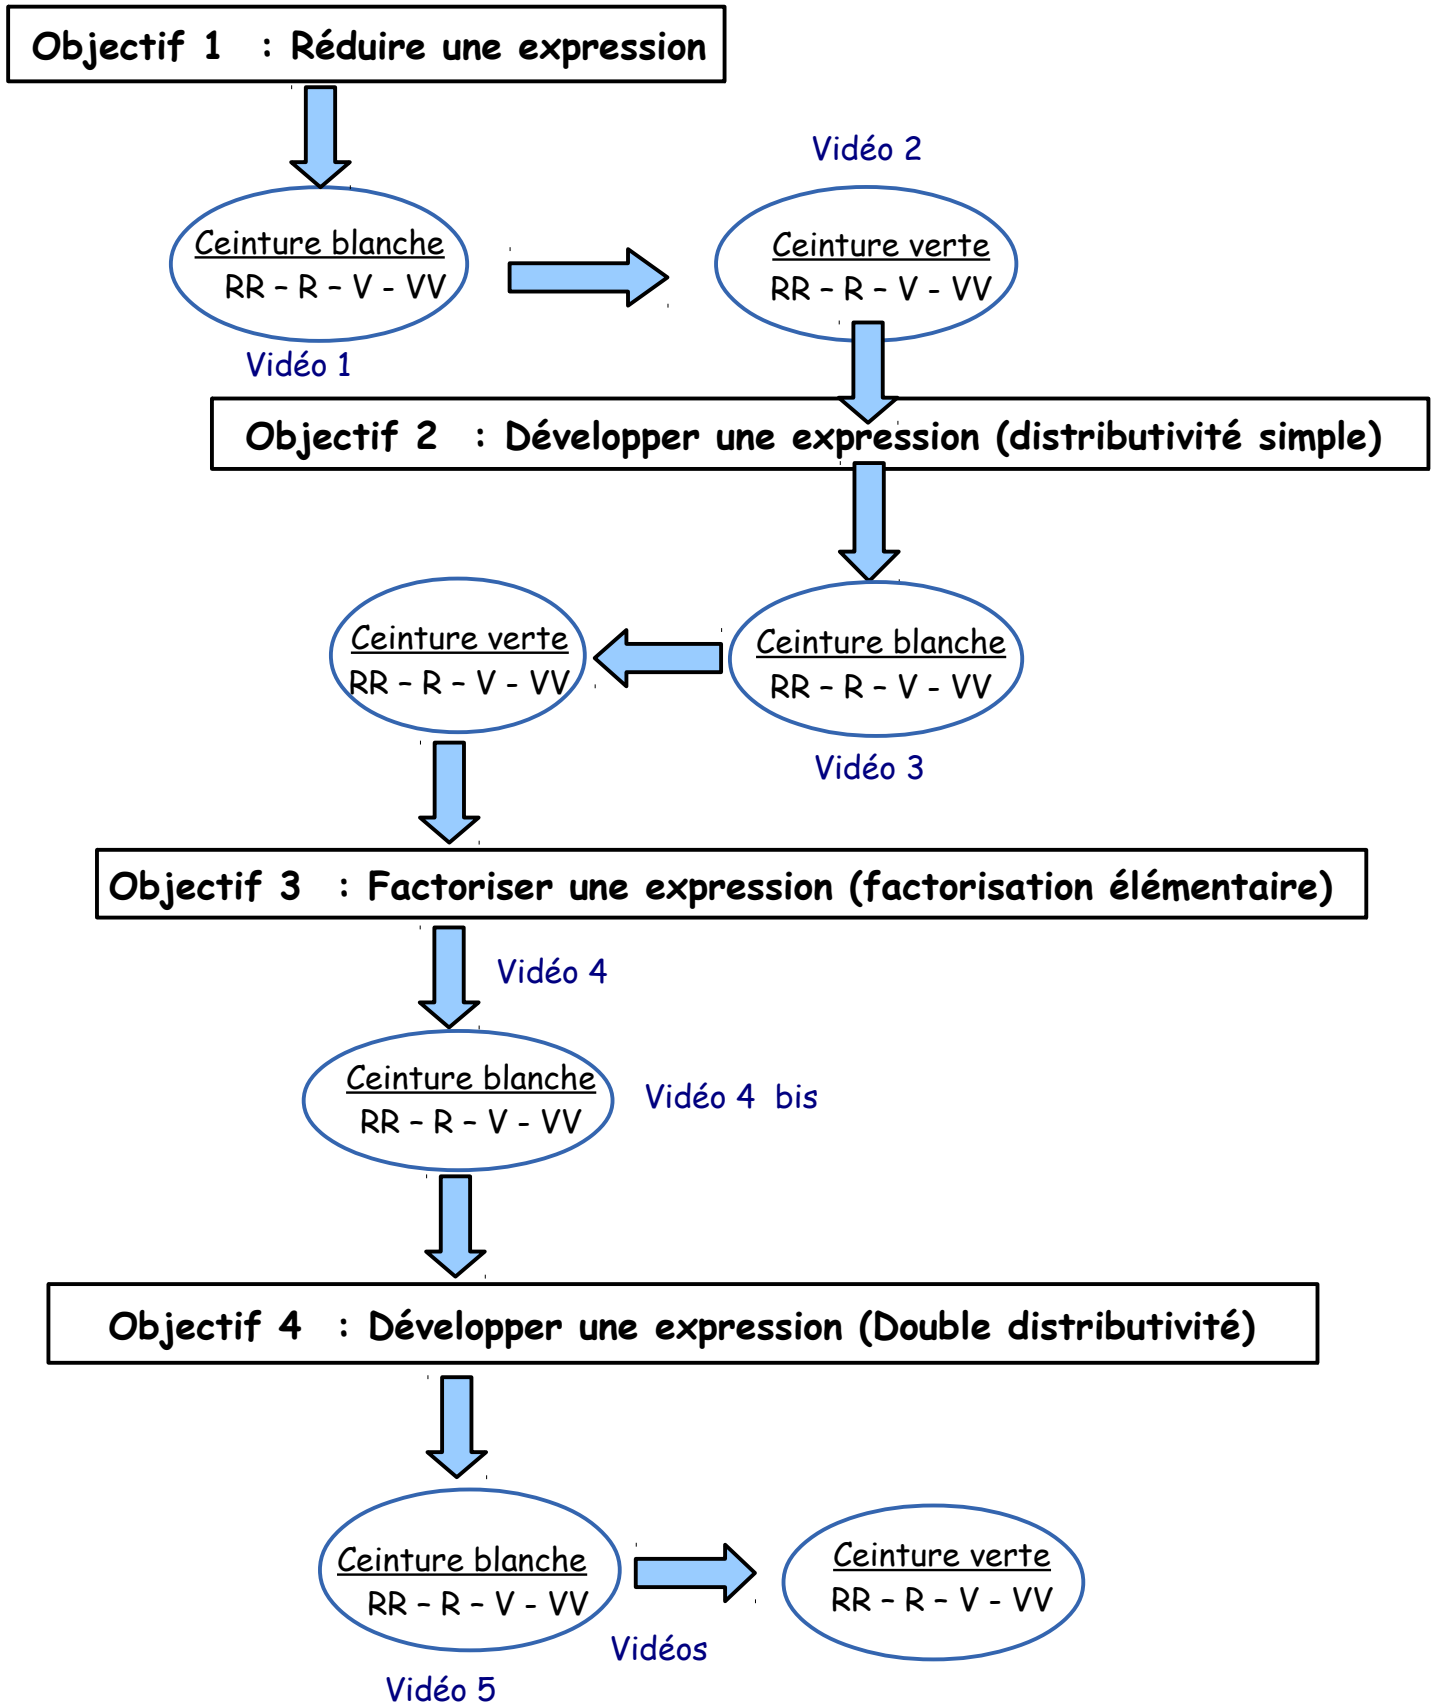 Objectif 1 : Réduire une expression
Vidéo 2
Ceinture blanche
RR – R – V - VV
Ceinture verte
RR – R – V - VV
Vidéo 1
Objectif 2 : Développer une expression (distributivité simple)
Ceinture verte
RR – R – V - VV
Ceinture blanche
RR – R – V - VV
Vidéo 3
Objectif 3 : Factoriser une expression (factorisation élémentaire)
Vidéo 4
Ceinture blanche
RR – R – V - VV
Vidéo 4 bis
Objectif 4 : Développer une expression (Double distributivité)
Ceinture blanche
RR – R – V - VV
Ceinture verte
RR – R – V - VV
Vidéos
Vidéo 5